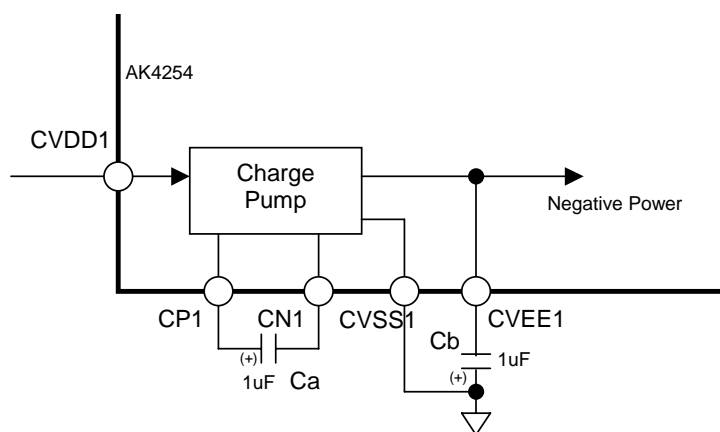 AK4254
CVDD1
Charge
Pump
Negative Power
CP1
CN1
CVSS1
CVEE1
(+)
1uF
Ca
Cb
1uF
(+)